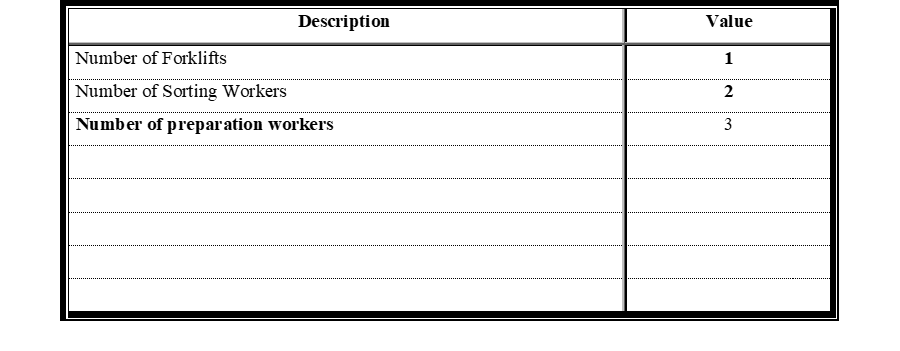 Description Value
Number of Forklifts 1
Number of Sorting Workers 2
Number of preparation workers 3